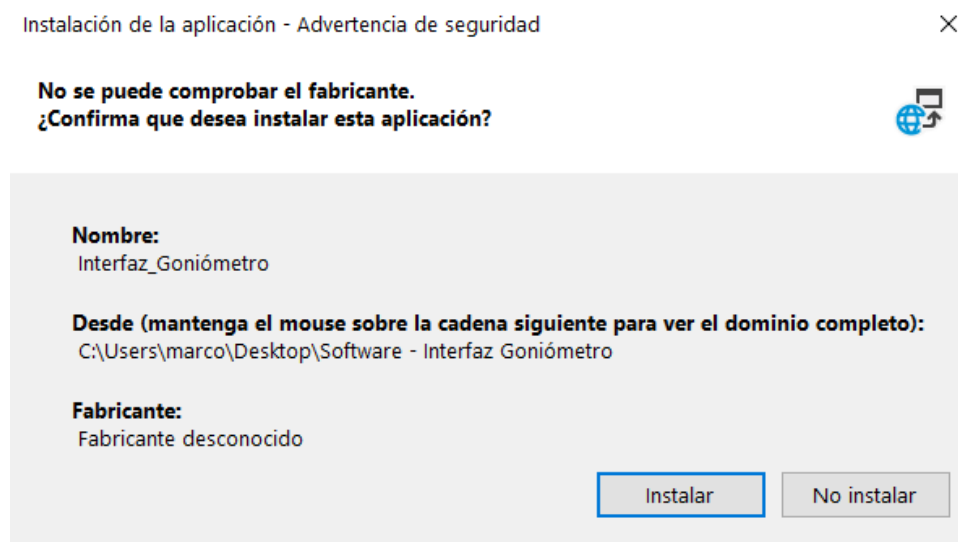 Instalación de la aplicación - Advertencia de seguridad
No se puede comprobar el fabricante.
¿Confirma que desea instalar esta aplicación?
Nombre:
Interfaz_Goniómetro
Desde (mantenga el mouse sobre la cadena siguiente para ver el dominio completo):
C:\Users\marco\Desktop\Software - Interfaz Goniómetro
Fabricante:
Fabricante desconocido
Instalar No instalar